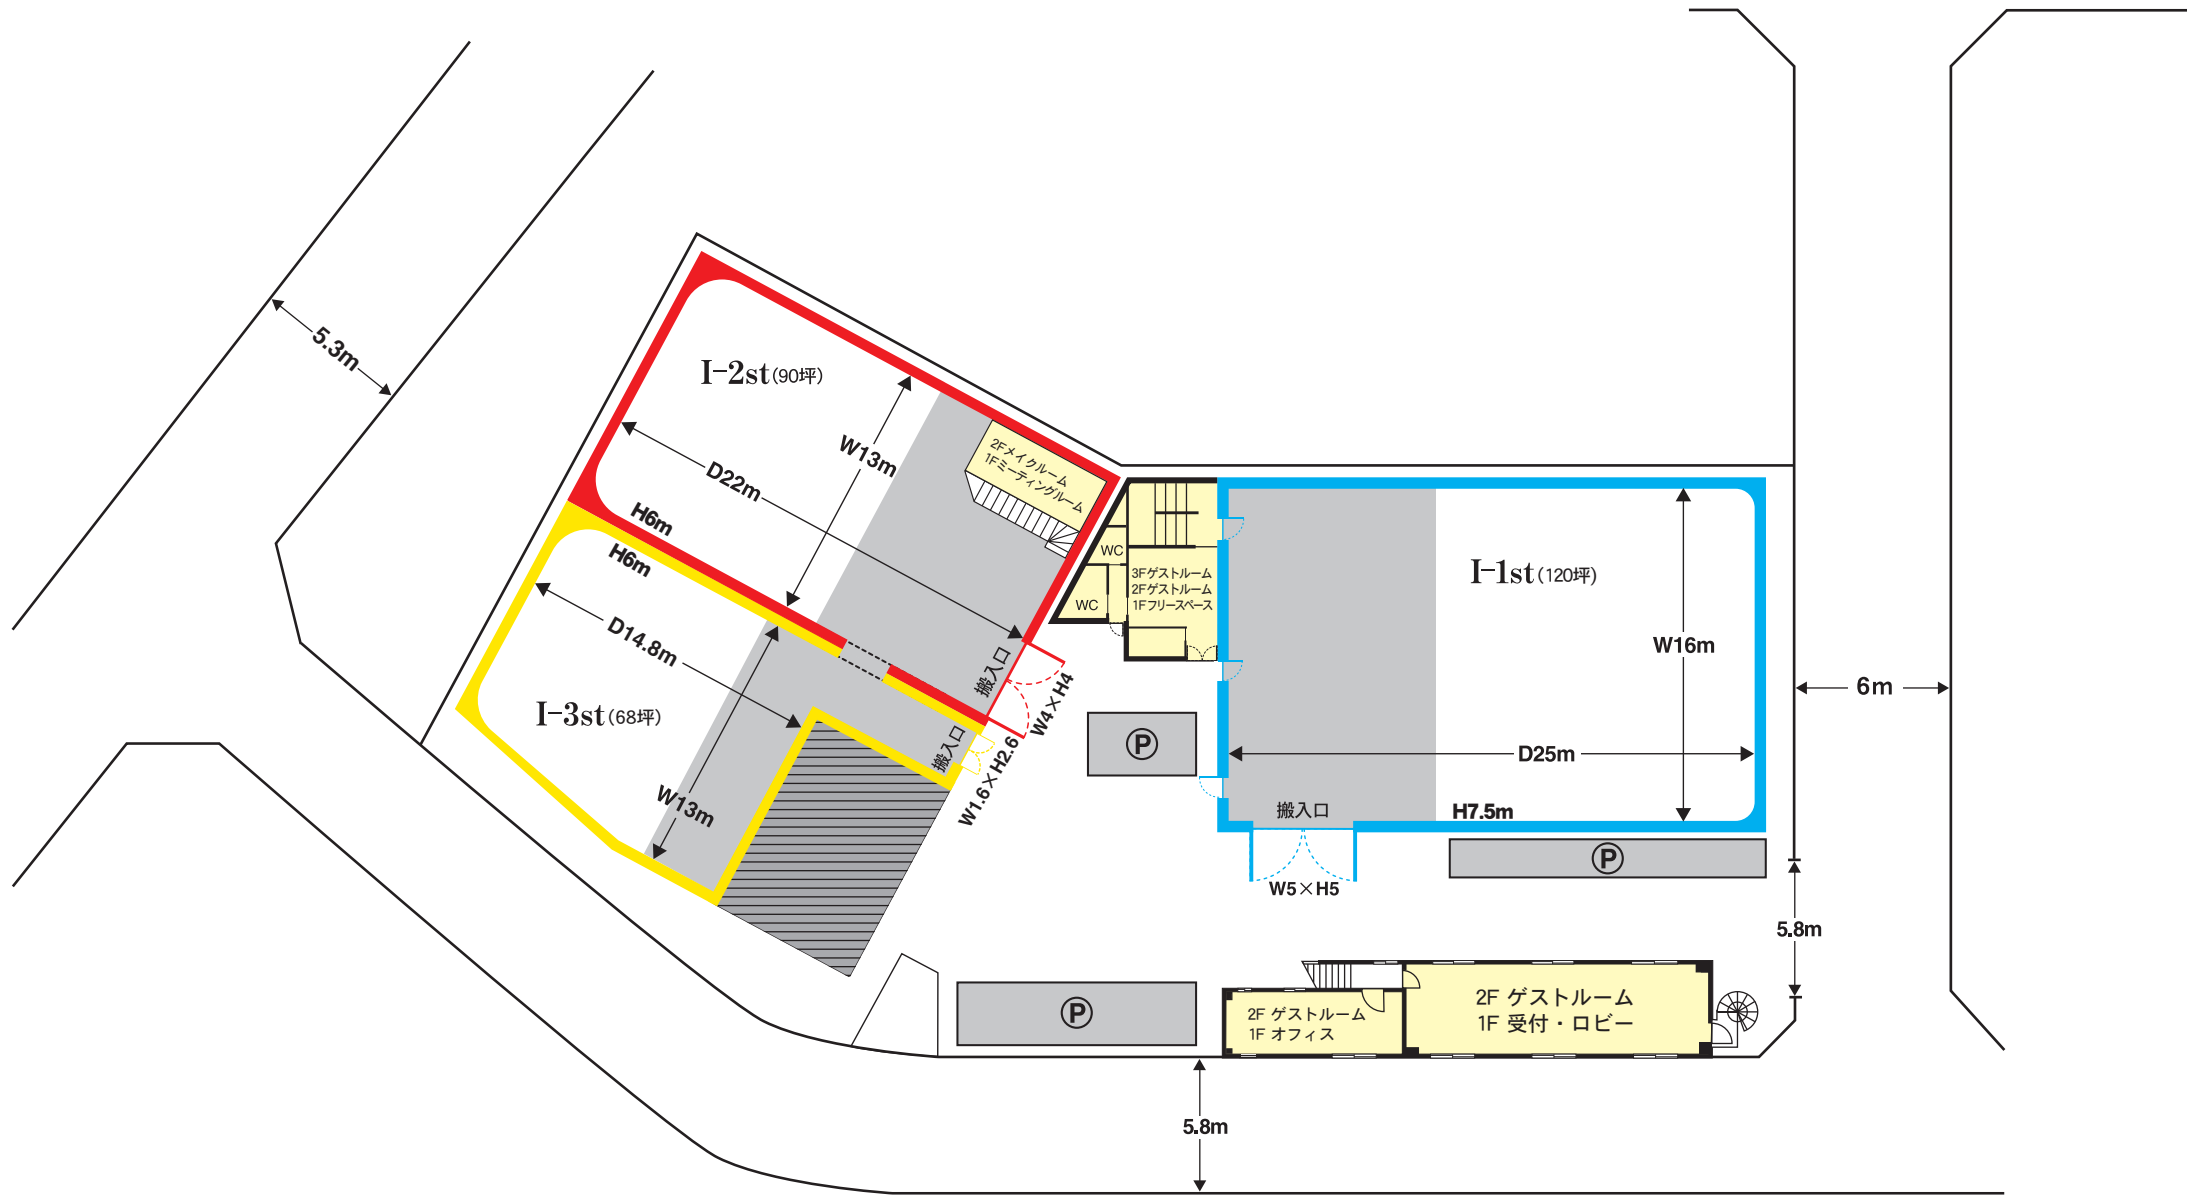 5.3m
I-2st(90坪)
W13m
D22m
H6m
2Fメイクルーム
1Fミーティングルーム
搬入口
W4×H4
H6m
D14.8m
I-3st(68坪)
W13m
搬入口
W1.6×H2.6
WC
WC
3Fゲストルーム
2Fゲストルーム
1Fフリースペース
I-1st(120坪)
W16m
D25m
H7.5m
搬入口
W5×H5
P
P
P
6m
5.8m
2F ゲストルーム
1F オフィス
2F ゲストルーム
1F 受付・ロビー
5.8m